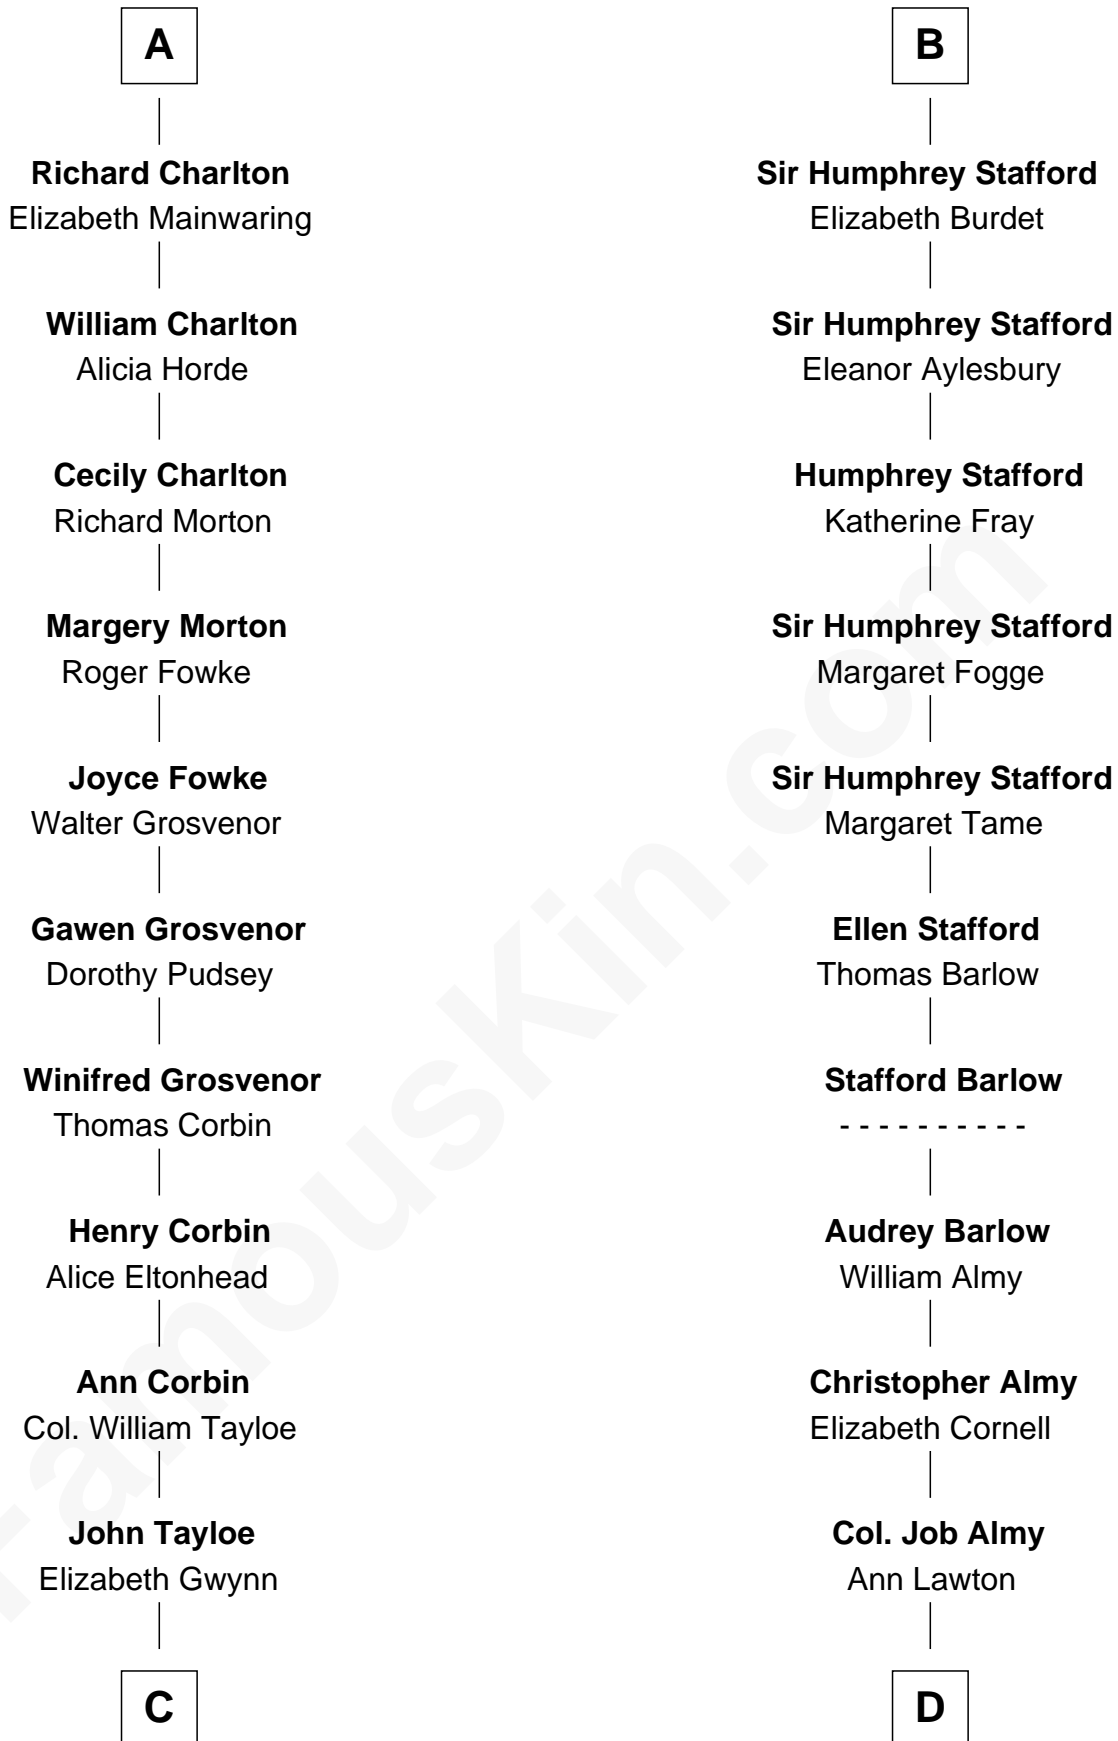 A
Richard Charlton
Elizabeth Mainwaring
William Charlton
Alicia Horde
Cecily Charlton
Richard Morton
Margery Morton
Roger Fowke
Joyce Fowke
Walter Grosvenor
Gawen Grosvenor
Dorothy Pudsey
Winifred Grosvenor
Thomas Corbin
Henry Corbin
Alice Eltonhead
Ann Corbin
Col. William Tayloe
John Tayloe
Elizabeth Gwynn
C
B
Sir Humphrey Stafford
Elizabeth Burdet
Sir Humphrey Stafford
Eleanor Aylesbury
Humphrey Stafford
Katherine Fray
Sir Humphrey Stafford
Margaret Fogge
Sir Humphrey Stafford
Margaret Tame
Ellen Stafford
Thomas Barlow
Stafford Barlow
- - - - - - - - - -
Audrey Barlow
William Almy
Christopher Almy
Elizabeth Cornell
Col. Job Almy
Ann Lawton
D
FamousKin.com